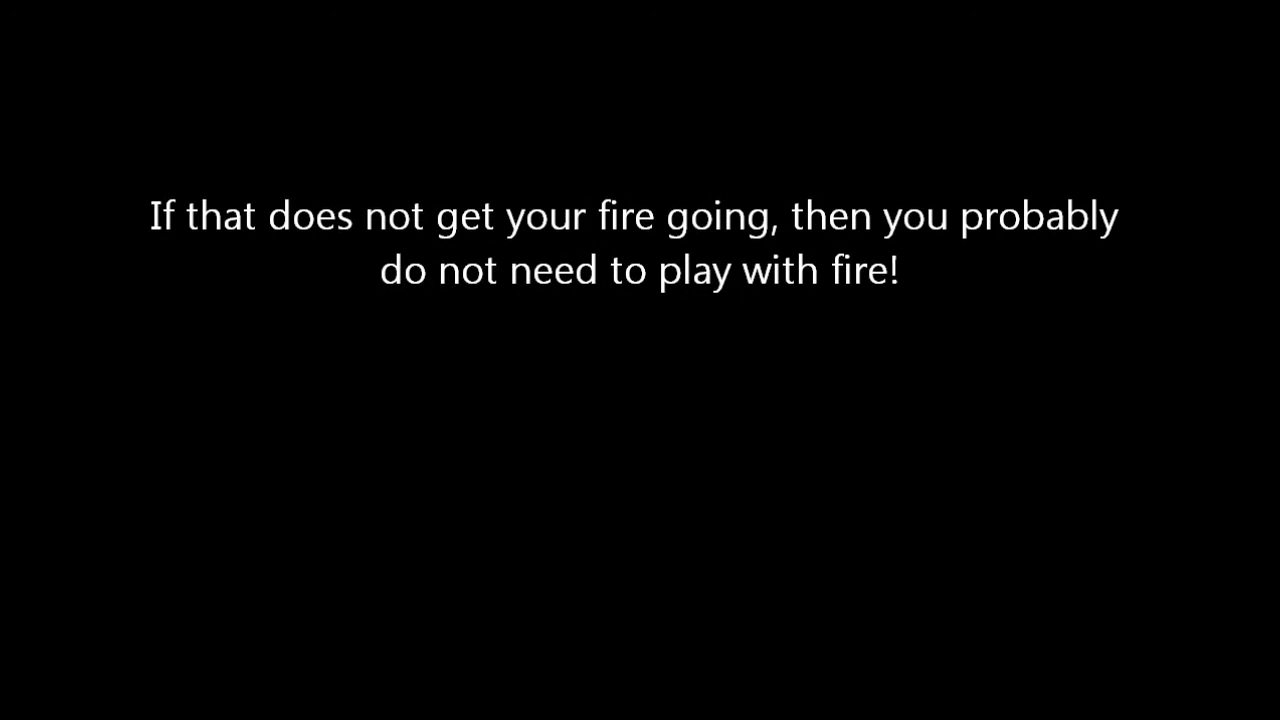 If that does not get your fire going, then you probably
do not need to play with fire!